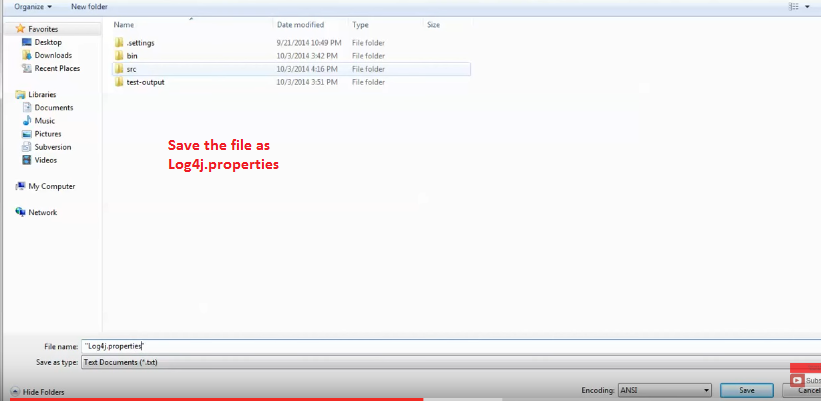 Organize New folder
Name Date modified Type Size
Favorites
Desktop
Downloads
Recent Places
Libraries
Documents
Music
Pictures
Subversion
Videos
My Computer
Network
.settings 9/21/2014 10:49 PM File folder
bin 10/3/2014 3:42 PM File folder
src 10/3/2014 4:16 PM File folder
test-output 10/3/2014 3:51 PM File folder
Save the file as
Log4j.properties
File name: "Log4j.properties"
Save as type: Text Documents (*.txt)
Hide Folders Encoding: ANSI Save Cancel
Subs